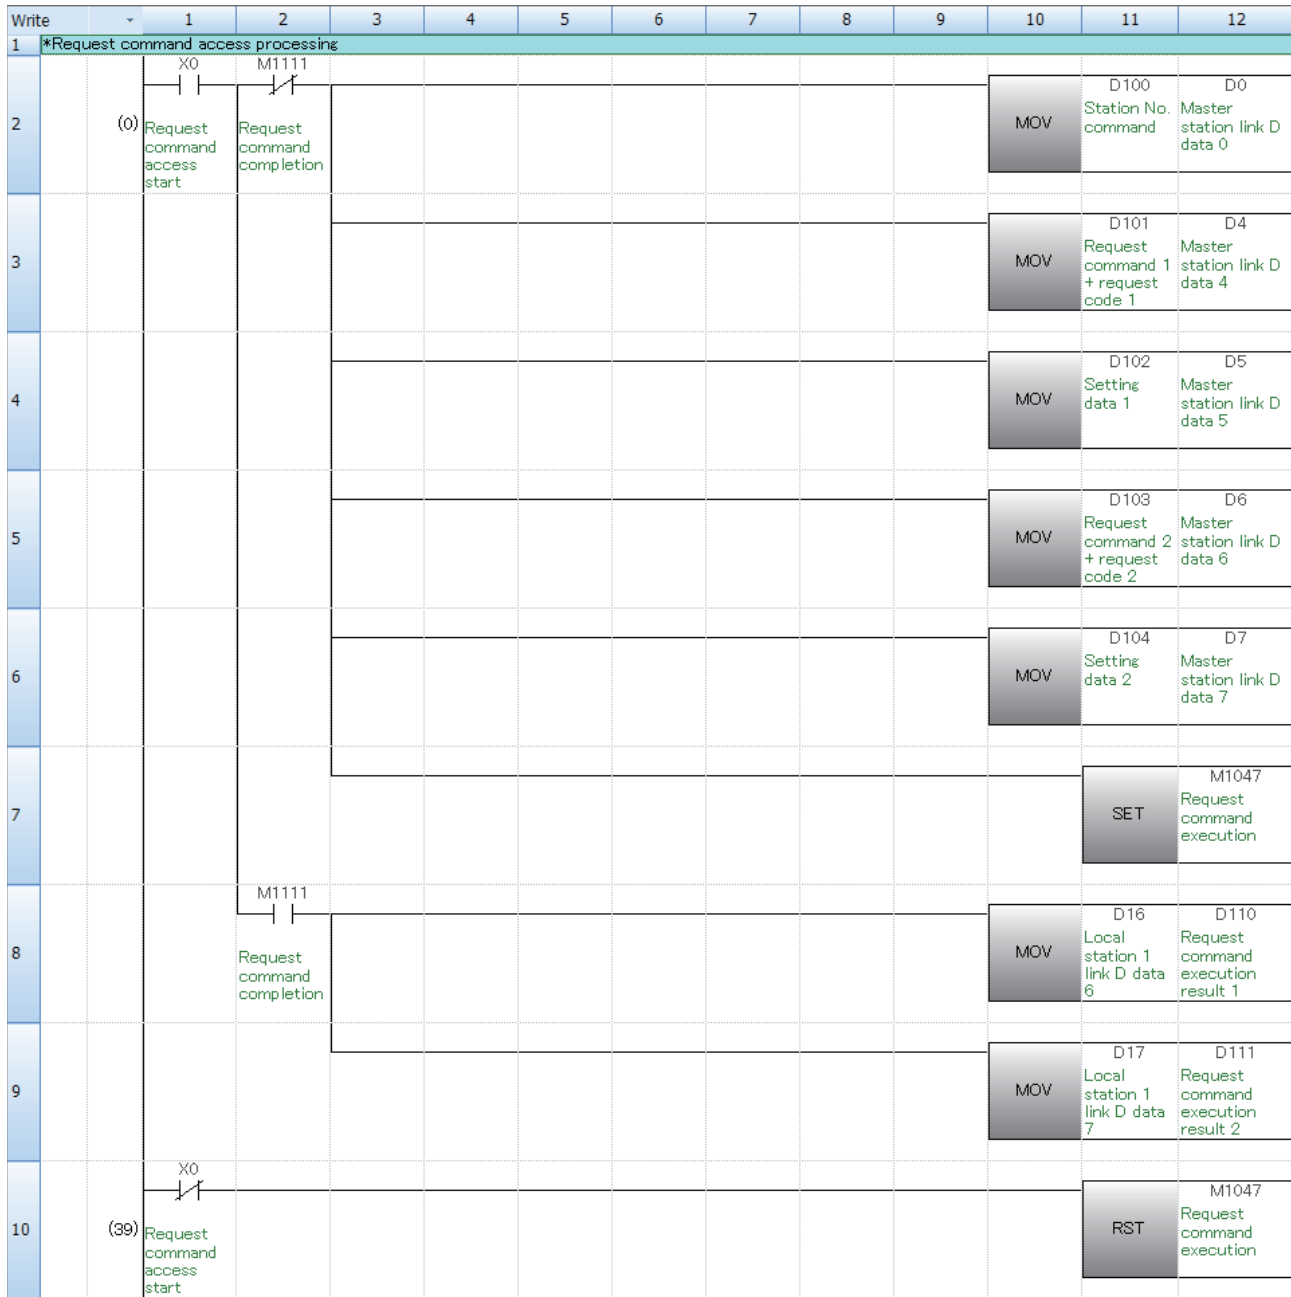 Write 1 2 3 4 5 6 7 8 9 10 11 12
1 *Request command access processing
X0 M1111
2 (0)
Request
command
access
start
Request
command
completion
MOV
D100 D0
Station No.
command
Master
station link D
data 0
3
MOV
D101 D4
Request
command 1
+ request
code 1
Master
station link D
data 4
4
MOV
D102 D5
Setting
data 1
Master
station link D
data 5
5
MOV
D103 D6
Request
command 2
+ request
code 2
Master
station link D
data 6
6
MOV
D104 D7
Setting
data 2
Master
station link D
data 7
7
SET
M1047
Request
command
execution
8
M1111
Request
command
completion
MOV
D16 D110
Local
station 1
link D data
6
Request
command
execution
result 1
9
MOV
D17 D111
Local
station 1
link D data
7
Request
command
execution
result 2
10 (39)
X0
Request
command
access
start
RST
M1047
Request
command
execution